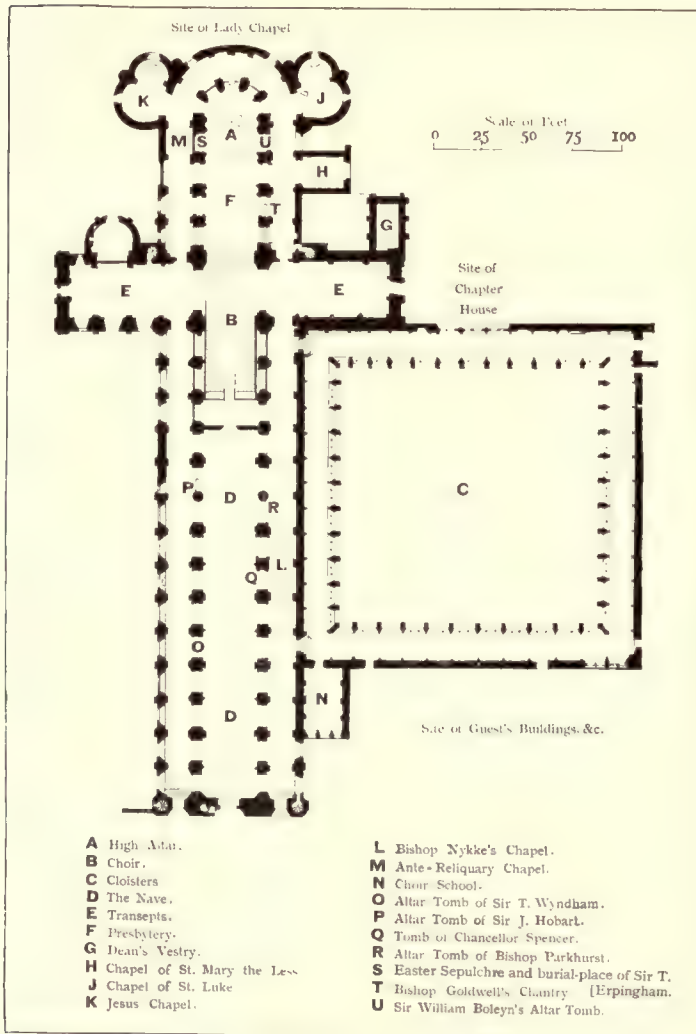 Site of Lady Chapel
K
J
M
S
A
U
Scale of Feet
0 25 50 75 100
H
F
T
G
E
E
Site of
Chapter
House
B
P
D
R
C
L
Q
O
N
D
Site of Guest's Buildings. &c.
A High Altar.
B Choir.
C Cloisters
D The Nave.
E Transepts.
F Presbytery.
G Dean's Vestry.
H Chapel of St. Mary the Less
J Chapel of St. Luke
K Jesus Chapel.
L Bishop Nykke's Chapel.
M Ante-Reliquary Chapel.
N Choir School.
O Altar Tomb of Sir T. Wyndham.
P Altar Tomb of Sir J. Hobart.
Q Tomb of Chancellor Spencer.
R Altar Tomb of Bishop Parkhurst.
S Easter Sepulchre and burial-place of Sir T.
T Bishop Goldwell's Chantry [Erpingham.
U Sir William Boleyn's Altar Tomb.